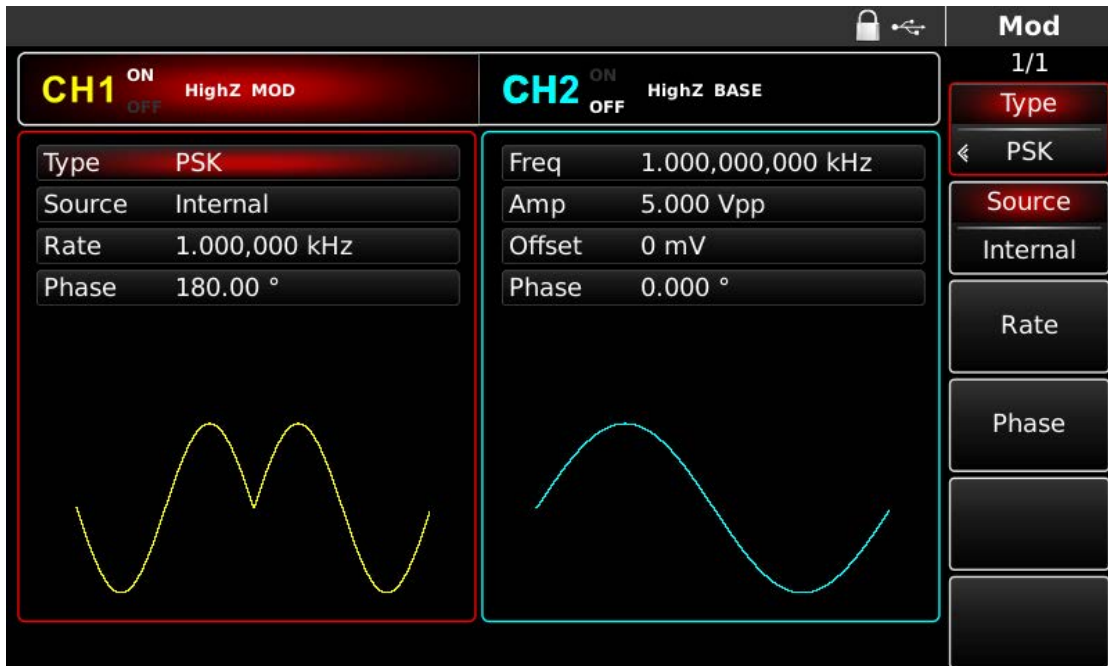 Mod
1/1
CH1 ON OFF HighZ MOD
CH2 ON OFF HighZ BASE
Type PSK
Source Internal
Rate 1.000,000 kHz
Phase 180.00 °
Freq 1.000,000,000 kHz
Amp 5.000 Vpp
Offset 0 mV
Phase 0.000 °
Type
PSK
Source
Internal
Rate
Phase